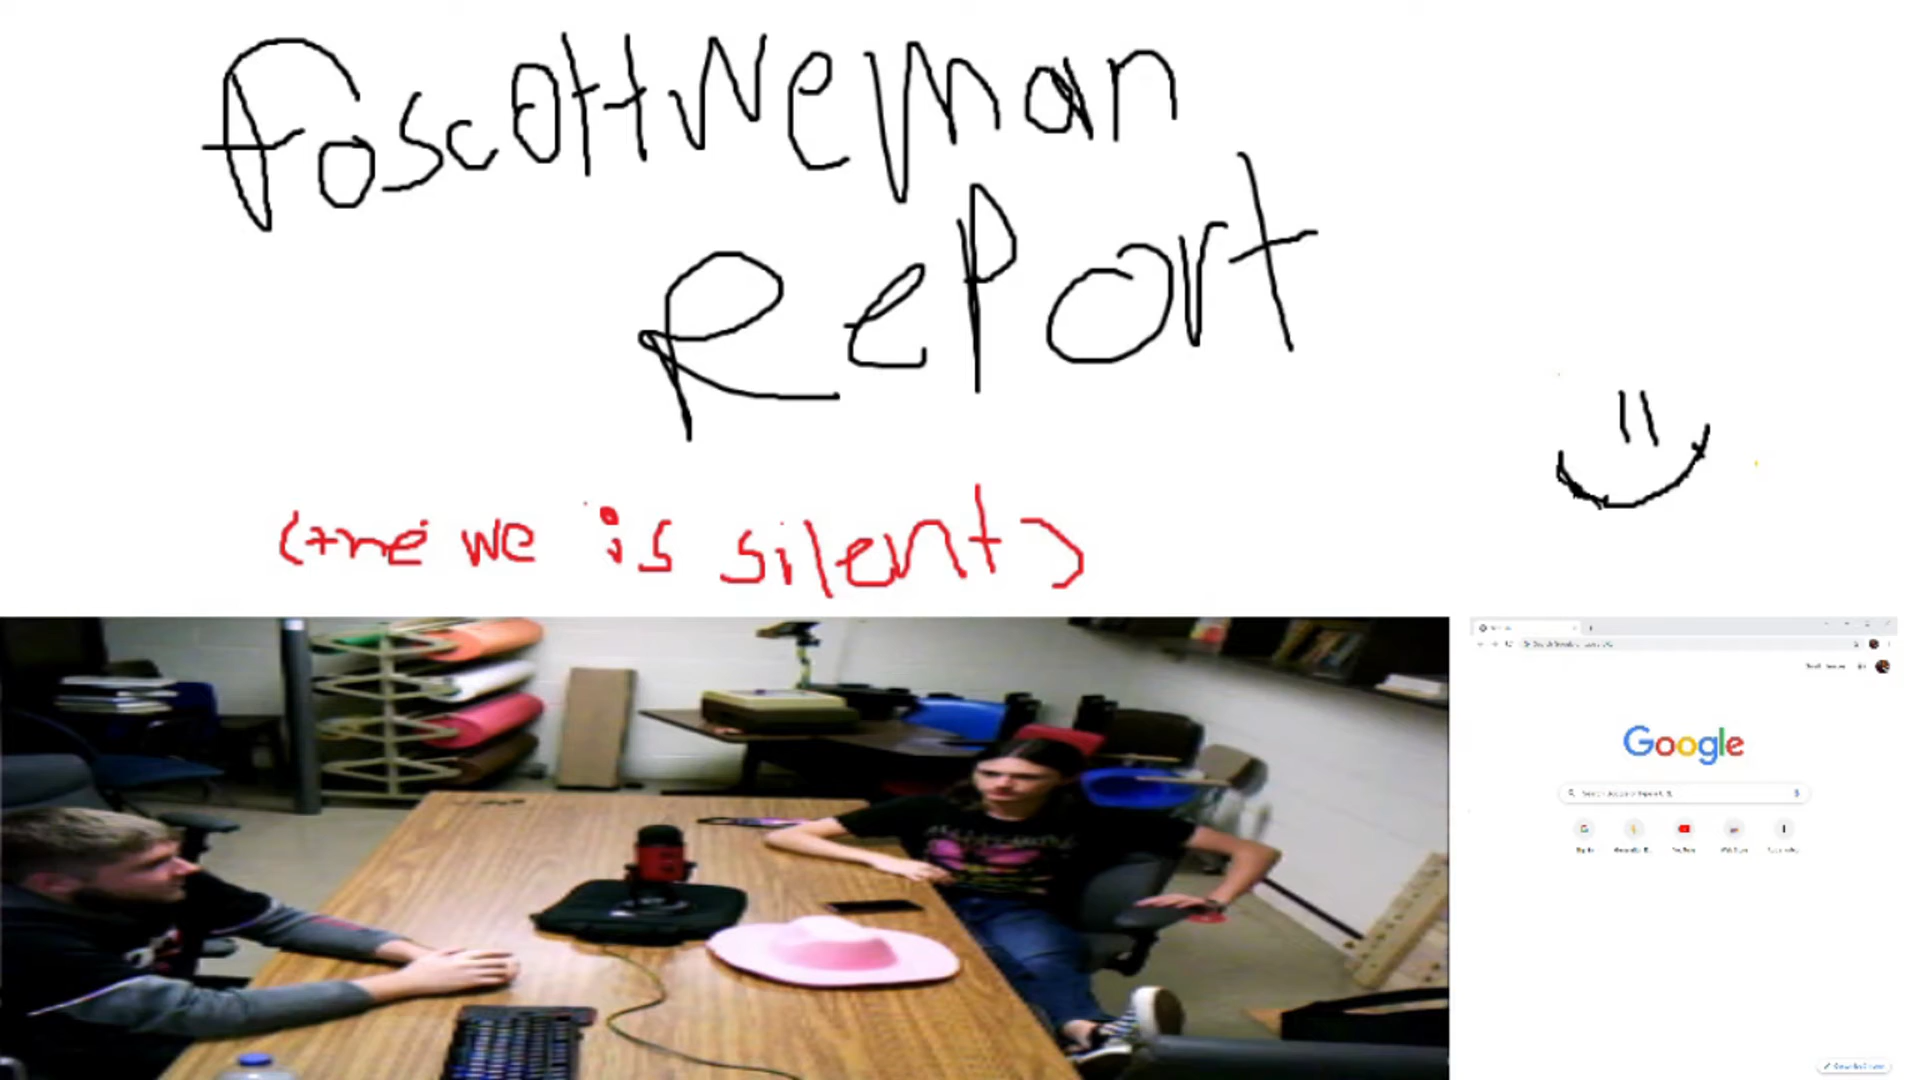 foscottweman
Report
(the we is silent)
Google